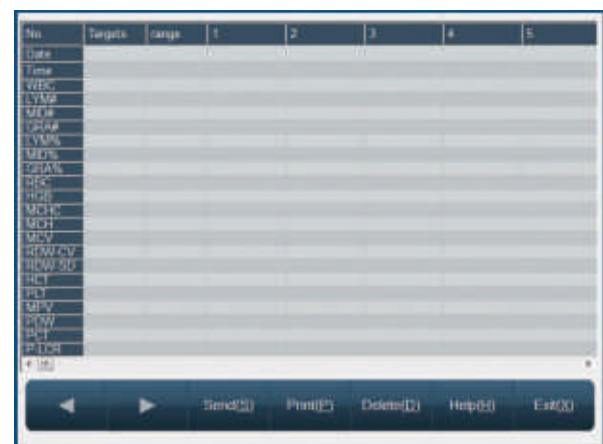 No. Targets range 1 2 3 4 5
Date
Time
WBC
LYM#
MID#
GRA#
LYM%
MID%
GRA%
RBC
HGB
MCHC
MCH
MCV
RDW-CV
RDW-SD
HCT
PLT
MPV
PDW
PCT
P-LCR
Send(S) Print(P) Delete(D) Help(H) Exit(X)